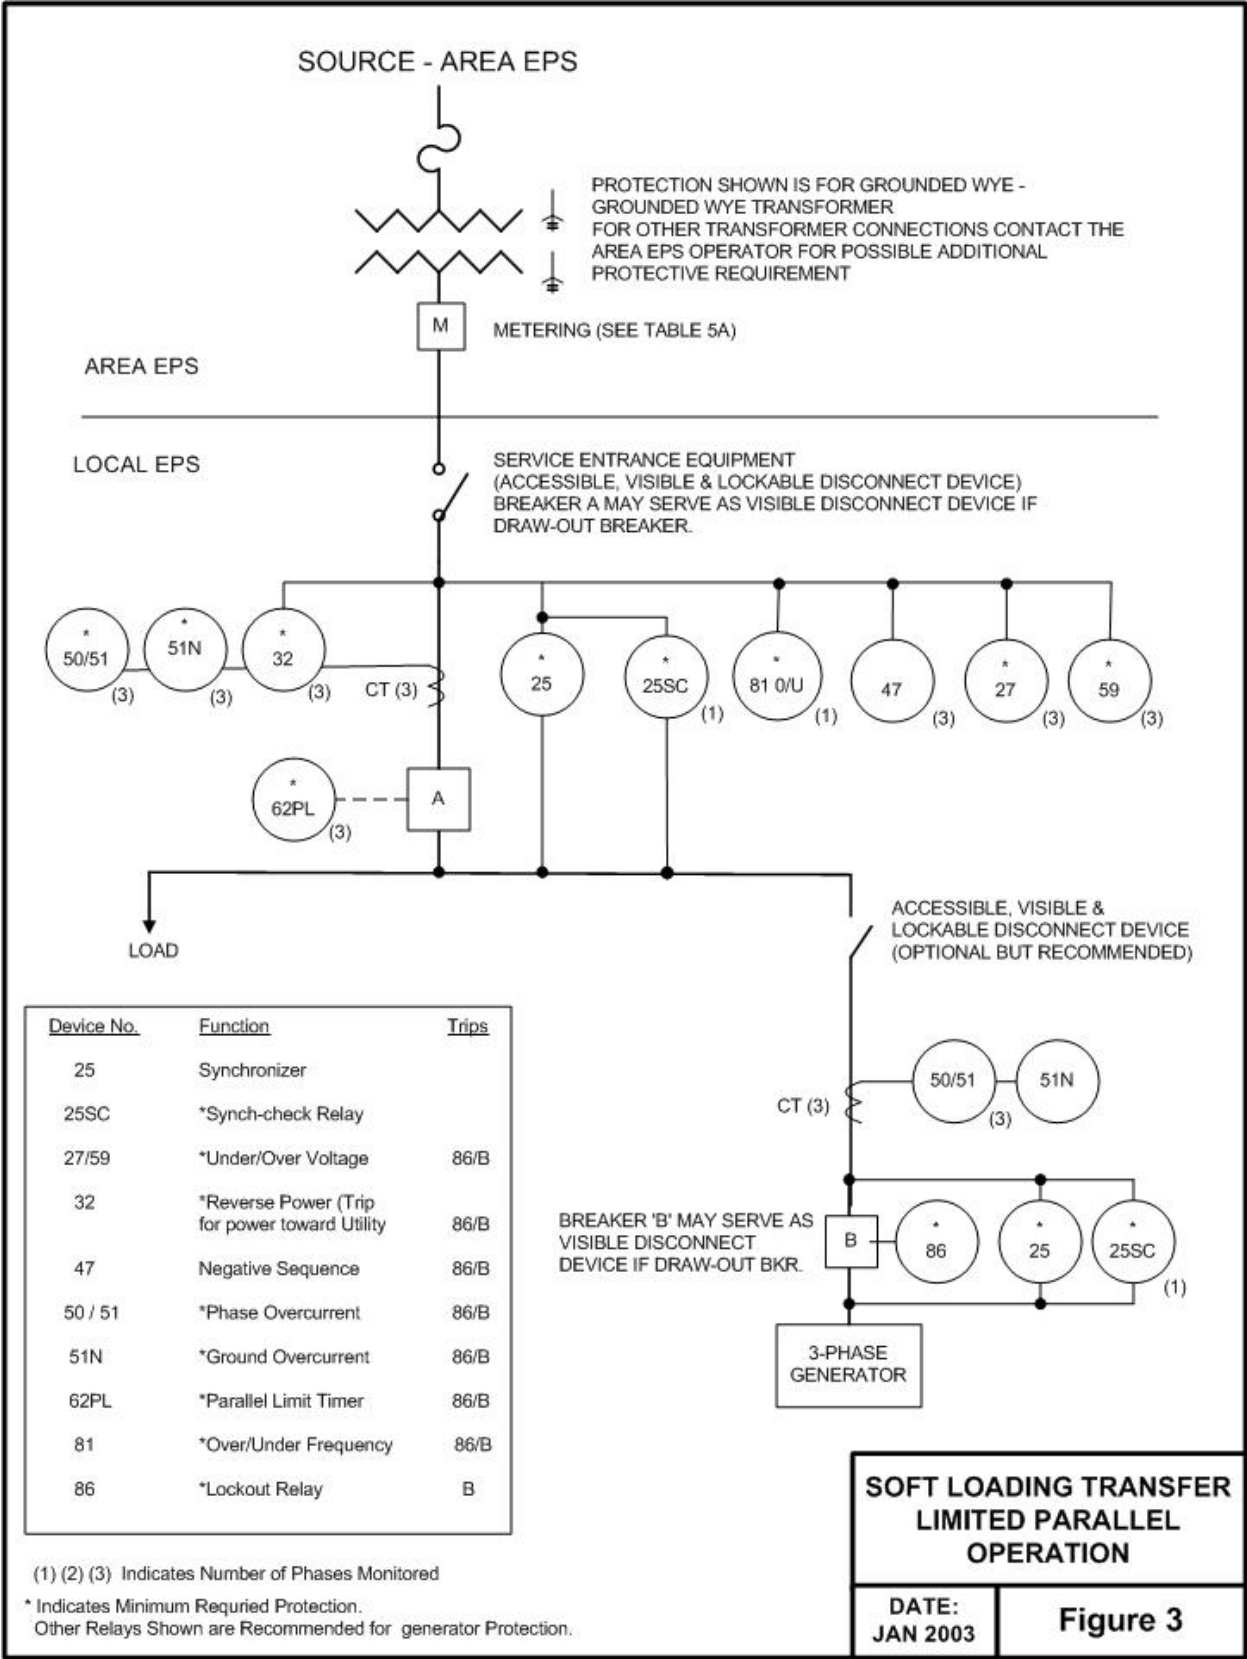 SOURCE - AREA EPS
PROTECTION SHOWN IS FOR GROUNDED WYE -
GROUNDED WYE TRANSFORMER
FOR OTHER TRANSFORMER CONNECTIONS CONTACT THE
AREA EPS OPERATOR FOR POSSIBLE ADDITIONAL
PROTECTIVE REQUIREMENT
M
METERING (SEE TABLE 5A)
AREA EPS
LOCAL EPS
SERVICE ENTRANCE EQUIPMENT
(ACCESSIBLE, VISIBLE & LOCKABLE DISCONNECT DEVICE)
BREAKER A MAY SERVE AS VISIBLE DISCONNECT DEVICE IF
DRAW-OUT BREAKER.
* 50/51 (3)
* 51N (3)
* 32 (3)
CT (3)
* 25
* 25SC (1)
* 81 0/U (1)
47 (3)
* 27 (3)
* 59 (3)
* 62PL (3)
A
LOAD
ACCESSIBLE, VISIBLE &
LOCKABLE DISCONNECT DEVICE
(OPTIONAL BUT RECOMMENDED)
CT (3)
50/51 (3)
51N
BREAKER 'B' MAY SERVE AS
VISIBLE DISCONNECT
DEVICE IF DRAW-OUT BKR.
B
* 86
* 25
* 25SC (1)
3-PHASE
GENERATOR
Device No. Function Trips
25 Synchronizer
25SC *Synch-check Relay
27/59 *Under/Over Voltage 86/B
32 *Reverse Power (Trip
for power toward Utility 86/B
47 Negative Sequence 86/B
50 / 51 *Phase Overcurrent 86/B
51N *Ground Overcurrent 86/B
62PL *Parallel Limit Timer 86/B
81 *Over/Under Frequency 86/B
86 *Lockout Relay B
(1) (2) (3) Indicates Number of Phases Monitored
* Indicates Minimum Requried Protection.
Other Relays Shown are Recommended for generator Protection.
SOFT LOADING TRANSFER
LIMITED PARALLEL
OPERATION
DATE:
JAN 2003
Figure 3